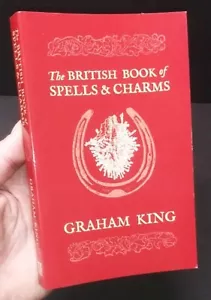 The BRITISH BOOK of
SPELLS & CHARMS
GRAHAM KING